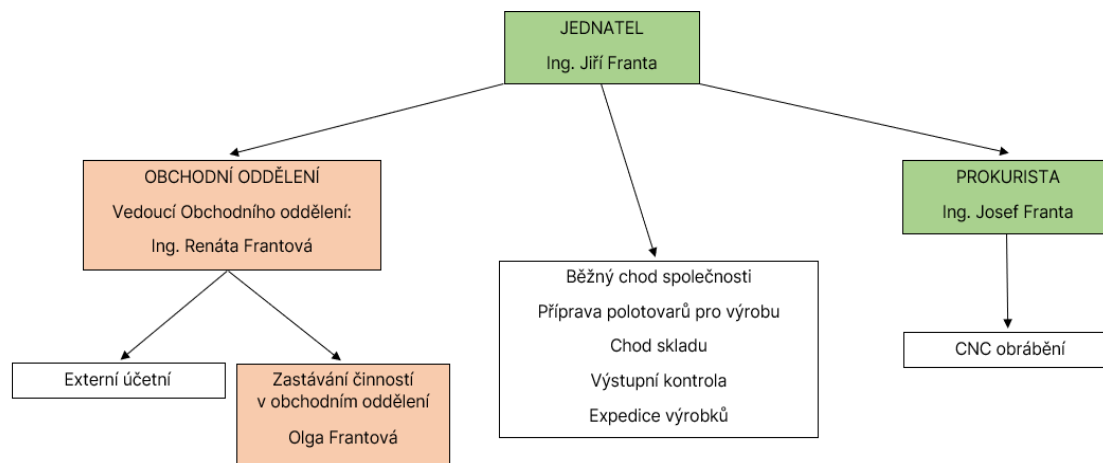 JEDNATEL
Ing. Jiří Franta
OBCHODNÍ ODDĚLENÍ
Vedoucí Obchodního oddělení:
Ing. Renáta Frantová
PROKURISTA
Ing. Josef Franta
Běžný chod společnosti
Příprava polotovarů pro výrobu
Chod skladu
Výstupní kontrola
Expedice výrobků
CNC obrábění
Externí účetní
Zastávání činností
v obchodním oddělení
Olga Frantová